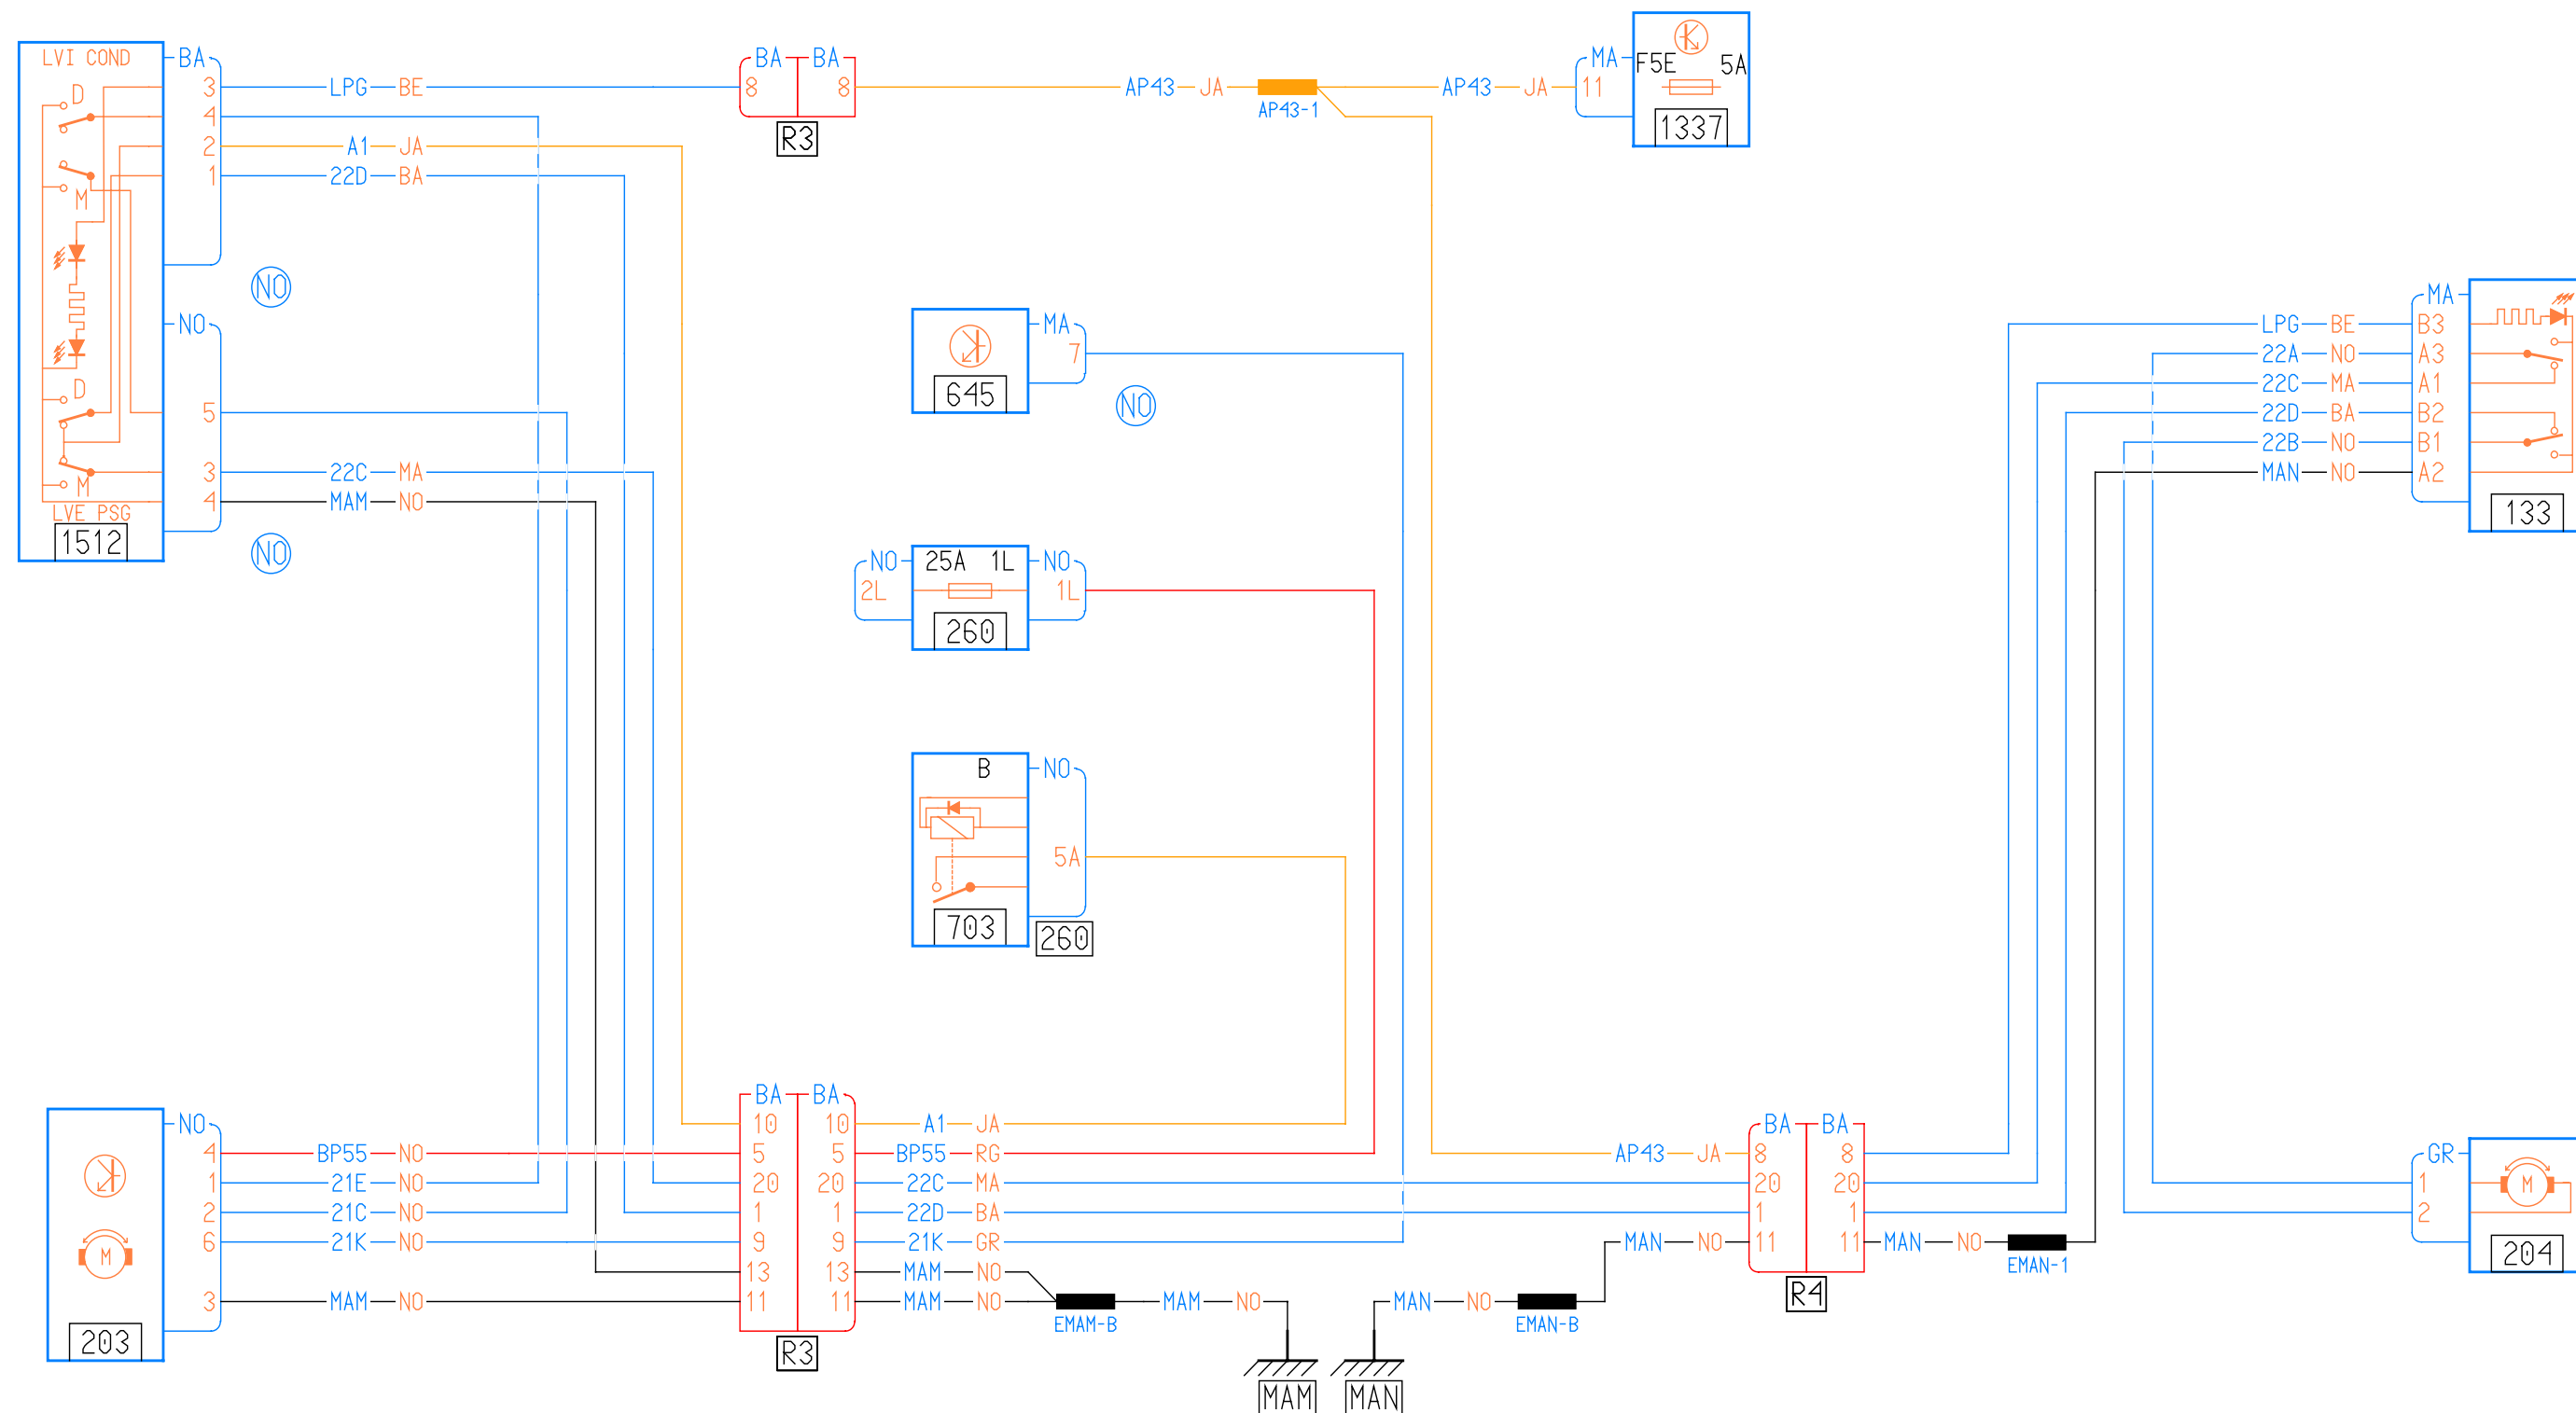 LVI COND
D
M
D
M
LVE PSG
1512
BA
3 LPG BE
4
2 A1 JA
1 22D BA
NO
NO
5
3 22C MA
4 MAM NO
NO
BA BA
8 8
R3
AP43 JA
AP43-1
AP43 JA
MA
11
F5E 5A
1337
645
MA
7
NO
NO
2L
25A 1L
260
NO
1L
B
703
NO
5A
260
MA
LPG BE B3
22A NO A3
22C MA A1
22D BA B2
22B NO B1
MAN NO A2
133
203
M
NO
4 BP55 NO
1 21E NO
2 21C NO
6 21K NO
3 MAM NO
BA BA
10 10 A1 JA
5 5 BP55 RG
20 20 22C MA
1 1 22D BA
9 9 21K GR
13 13 MAM NO
11 11 MAM NO
R3
EMAM-B
MAM NO
MAM
MAN NO
MAN
EMAN-B
MAN NO
AP43 JA
BA BA
8 8
20 20
1 1
11 11
R4
MAN NO
EMAN-1
GR
1
2
M
204